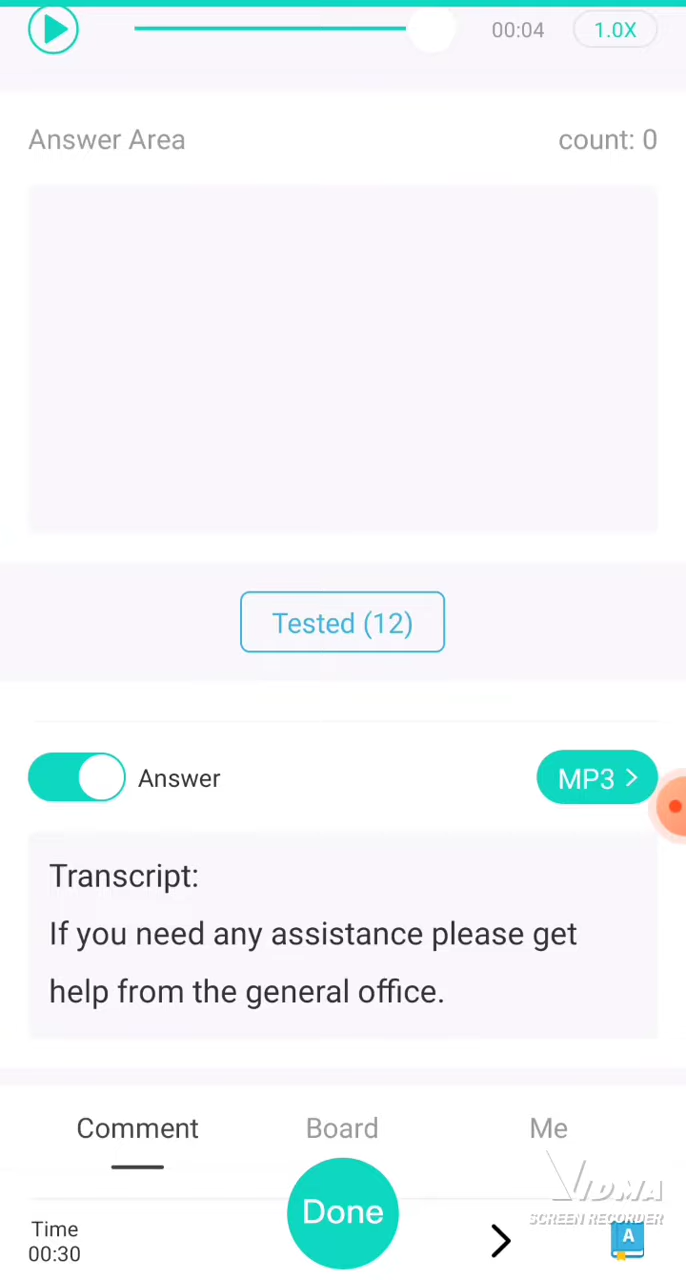 00:04 1.0X
Answer Area count: 0
Tested (12)
Answer MP3 >
Transcript:
If you need any assistance please get
help from the general office.
Comment Board Me
Done
VIDMA
SCREEN RECORDER
Time
00:30
A